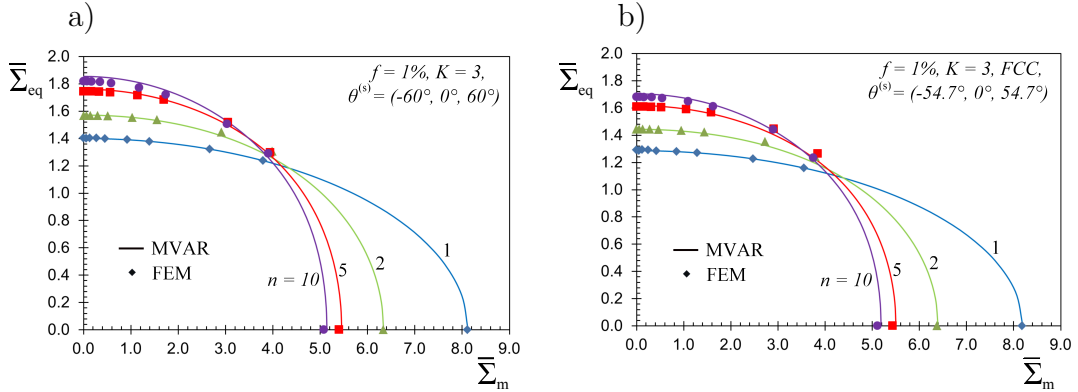 a)
2.0
1.8
1.6
1.4
1.2
1.0
0.8
0.6
0.4
0.2
0.0
Σ̅eq
f = 1%, K = 3,
θ⁽ˢ⁾ = (-60°, 0°, 60°)
MVAR
FEM
n = 10
5
2
1
0.0 1.0 2.0 3.0 4.0 5.0 6.0 7.0 8.0 9.0
Σ̅m
b)
2.0
1.8
1.6
1.4
1.2
1.0
0.8
0.6
0.4
0.2
0.0
Σ̅eq
f = 1%, K = 3, FCC,
θ⁽ˢ⁾ = (-54.7°, 0°, 54.7°)
MVAR
FEM
n = 10
5
2
1
0.0 1.0 2.0 3.0 4.0 5.0 6.0 7.0 8.0 9.0
Σ̅m